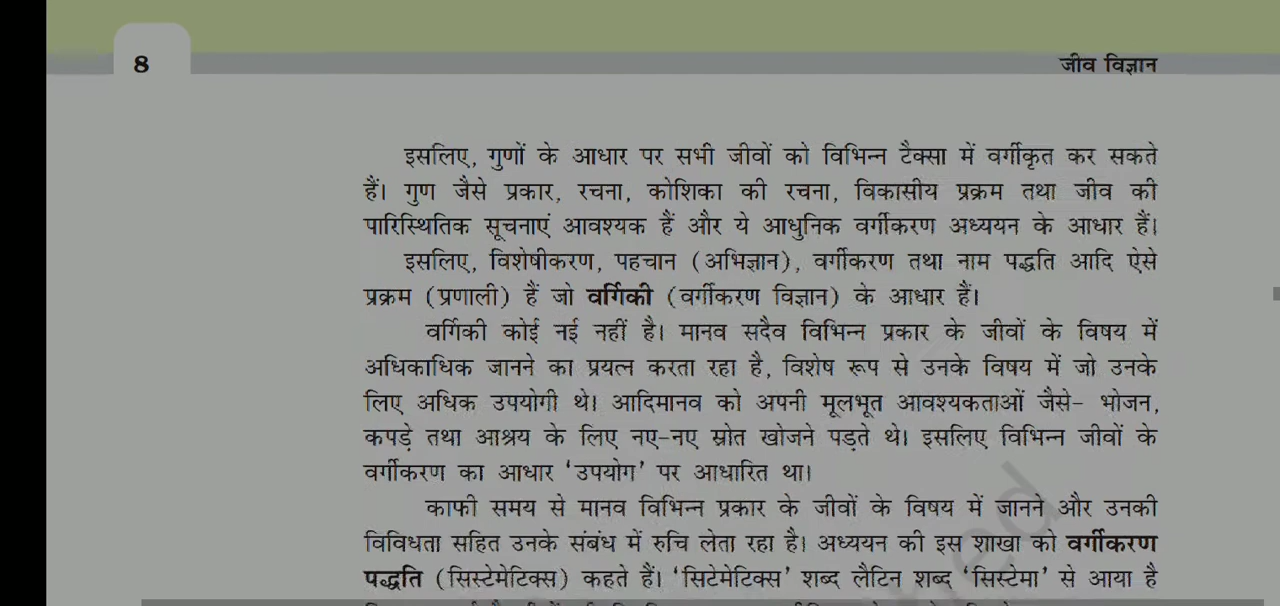 8
जीव विज्ञान
इसलिए, गुणों के आधार पर सभी जीवों को विभिन्न टैक्सा में वर्गीकृत कर सकते
हैं। गुण जैसे प्रकार, रचना, कोशिका की रचना, विकासीय प्रक्रम तथा जीव की
पारिस्थितिक सूचनाएं आवश्यक हैं और ये आधुनिक वर्गीकरण अध्ययन के आधार हैं।
इसलिए, विशेषीकरण, पहचान (अभिज्ञान), वर्गीकरण तथा नाम पद्धति आदि ऐसे
प्रक्रम (प्रणाली) हैं जो वर्गिकी (वर्गीकरण विज्ञान) के आधार हैं।
वर्गिकी कोई नई नहीं है। मानव सदैव विभिन्न प्रकार के जीवों के विषय में
अधिकाधिक जानने का प्रयत्न करता रहा है, विशेष रूप से उनके विषय में जो उनके
लिए अधिक उपयोगी थे। आदिमानव को अपनी मूलभूत आवश्यकताओं जैसे- भोजन,
कपड़े तथा आश्रय के लिए नए-नए स्रोत खोजने पड़ते थे। इसलिए विभिन्न जीवों के
वर्गीकरण का आधार ‘उपयोग’ पर आधारित था।
काफी समय से मानव विभिन्न प्रकार के जीवों के विषय में जानने और उनकी
विविधता सहित उनके संबंध में रुचि लेता रहा है। अध्ययन की इस शाखा को वर्गीकरण
पद्धति (सिस्टेमेटिक्स) कहते हैं। ‘सिटेमेटिक्स’ शब्द लैटिन शब्द ‘सिस्टेमा’ से आया है